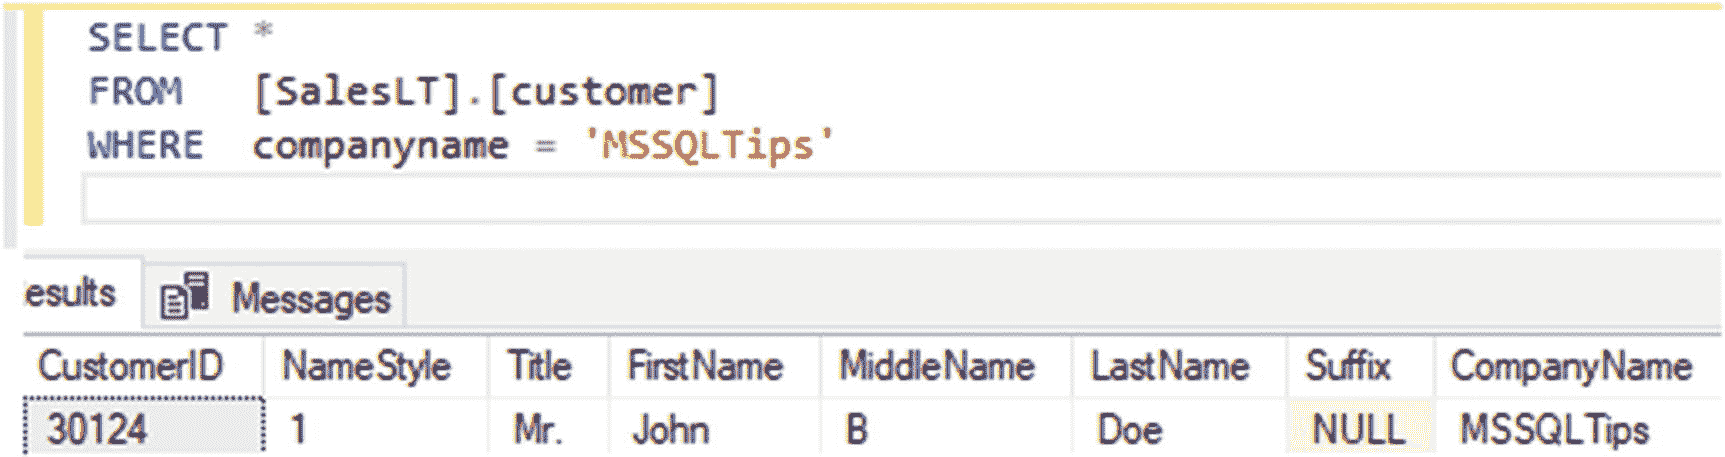 SELECT *
FROM [SalesLT].[customer]
WHERE companyname = 'MSSQLTips'
esults Messages
CustomerID NameStyle Title FirstName MiddleName LastName Suffix CompanyName
30124 1 Mr. John B Doe NULL MSSQLTips